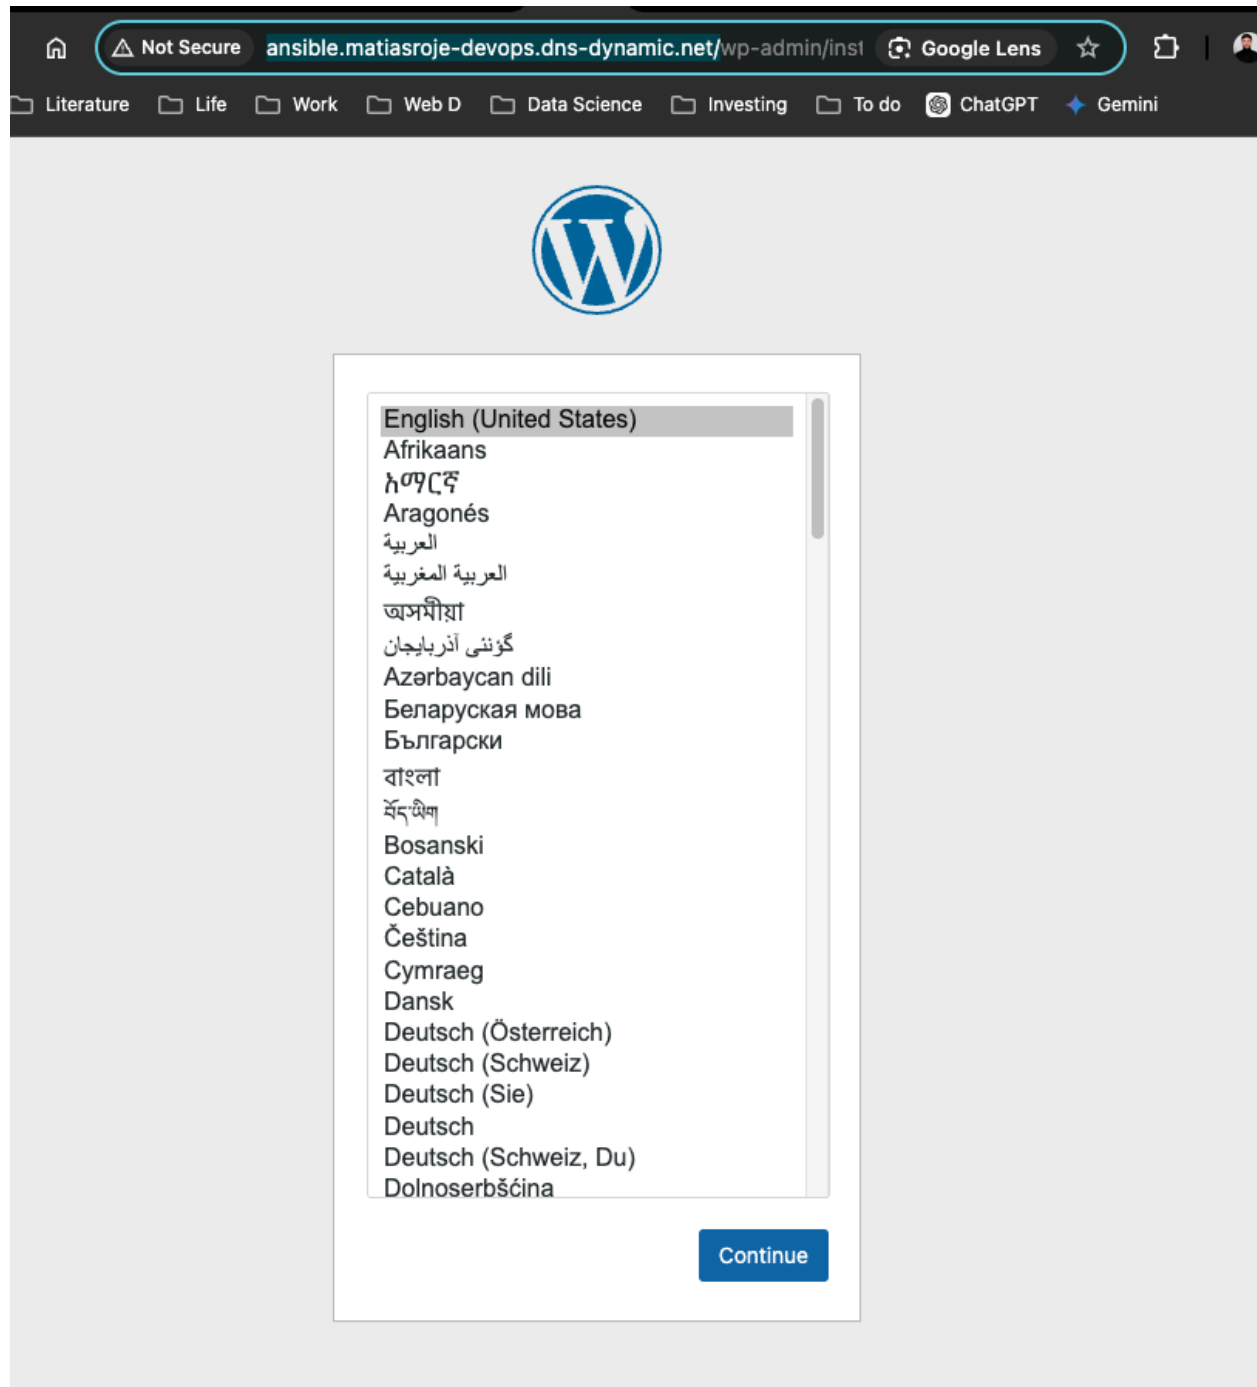 Not Secure ansible.matiasroje-devops.dns-dynamic.net/wp-admin/inst Google Lens
Literature Life Work Web D Data Science Investing To do ChatGPT Gemini
English (United States)
Afrikaans
አማርኛ
Aragonés
العربية
العربية المغربية
অসমীয়া
گؤنئی آذربایجان
Azərbaycan dili
Беларуская мова
Български
বাংলা
བོད་ཡིག
Bosanski
Català
Cebuano
Čeština
Cymraeg
Dansk
Deutsch (Österreich)
Deutsch (Schweiz)
Deutsch (Sie)
Deutsch
Deutsch (Schweiz, Du)
Dolnoserbšćina
Continue